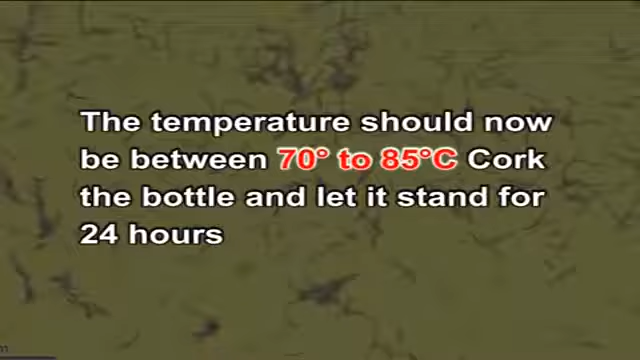 The temperature should now
be between 70° to 85°C Cork
the bottle and let it stand for
24 hours